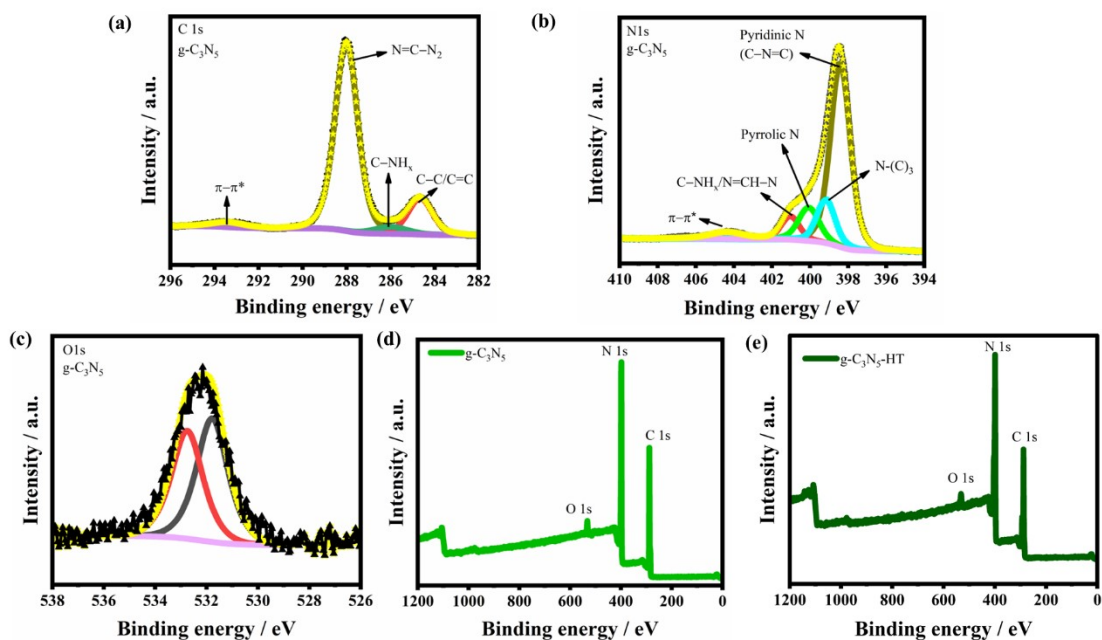 (a)
C 1s
g-C₃N₅
N=C−N₂
C−NHₓ
C−C/C=C
π−π*
Intensity / a.u.
296 294 292 290 288 286 284 282
Binding energy / eV
(b)
N1s
g-C₃N₅
Pyridinic N
(C−N=C)
Pyrrolic N
C−NHₓ/N=CH−N
N-(C)₃
π−π*
Intensity / a.u.
410 408 406 404 402 400 398 396 394
Binding energy / eV
(c)
O1s
g-C₃N₅
Intensity / a.u.
538 536 534 532 530 528 526
Binding energy / eV
(d)
g-C₃N₅
N 1s
C 1s
O 1s
Intensity / a.u.
1200 1000 800 600 400 200 0
Binding energy / eV
(e)
g-C₃N₅-HT
N 1s
C 1s
O 1s
Intensity / a.u.
1200 1000 800 600 400 200 0
Binding energy / eV